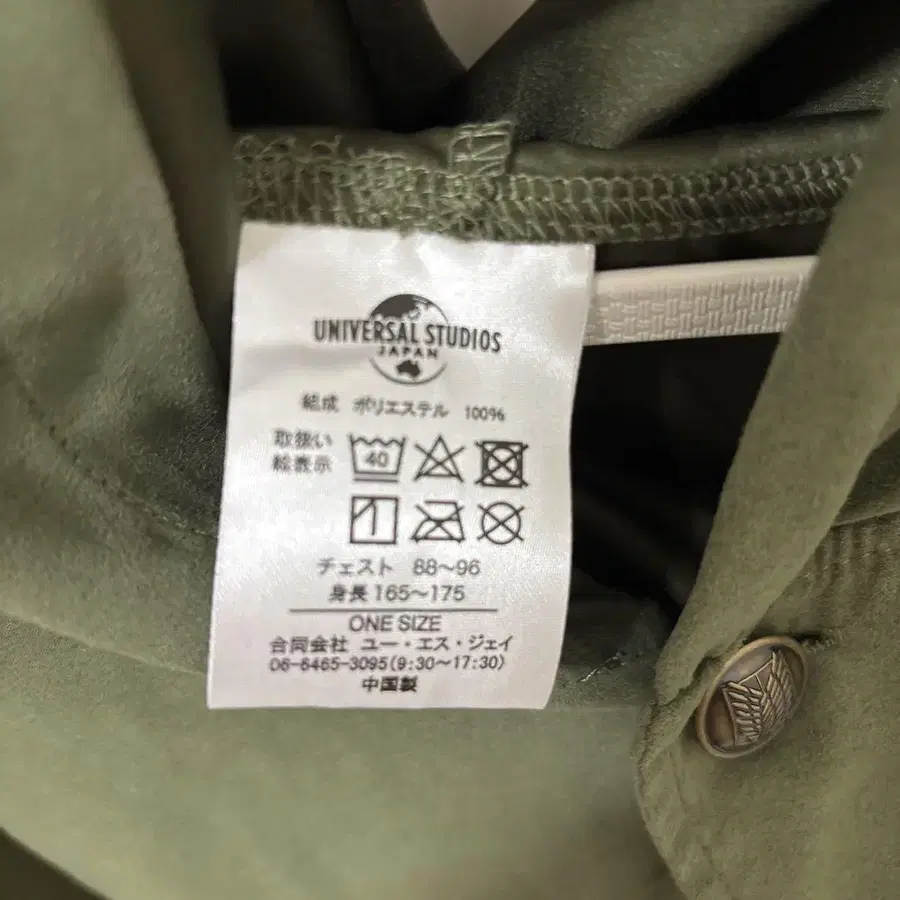 UNIVERSAL STUDIOS
JAPAN
組成 ポリエステル 100%
取扱い
絵表示
40
チェスト 88~96
身長 165~175
ONE SIZE
合同会社 ユー・エス・ジェイ
06-6465-3095(9:30~17:30)
中国製